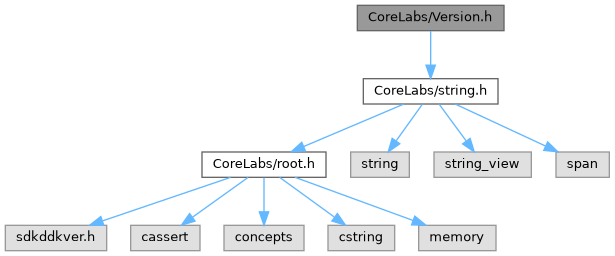 CoreLabs/Version.h
CoreLabs/string.h
CoreLabs/root.h
string
string_view
span
sdkddkver.h
cassert
concepts
cstring
memory